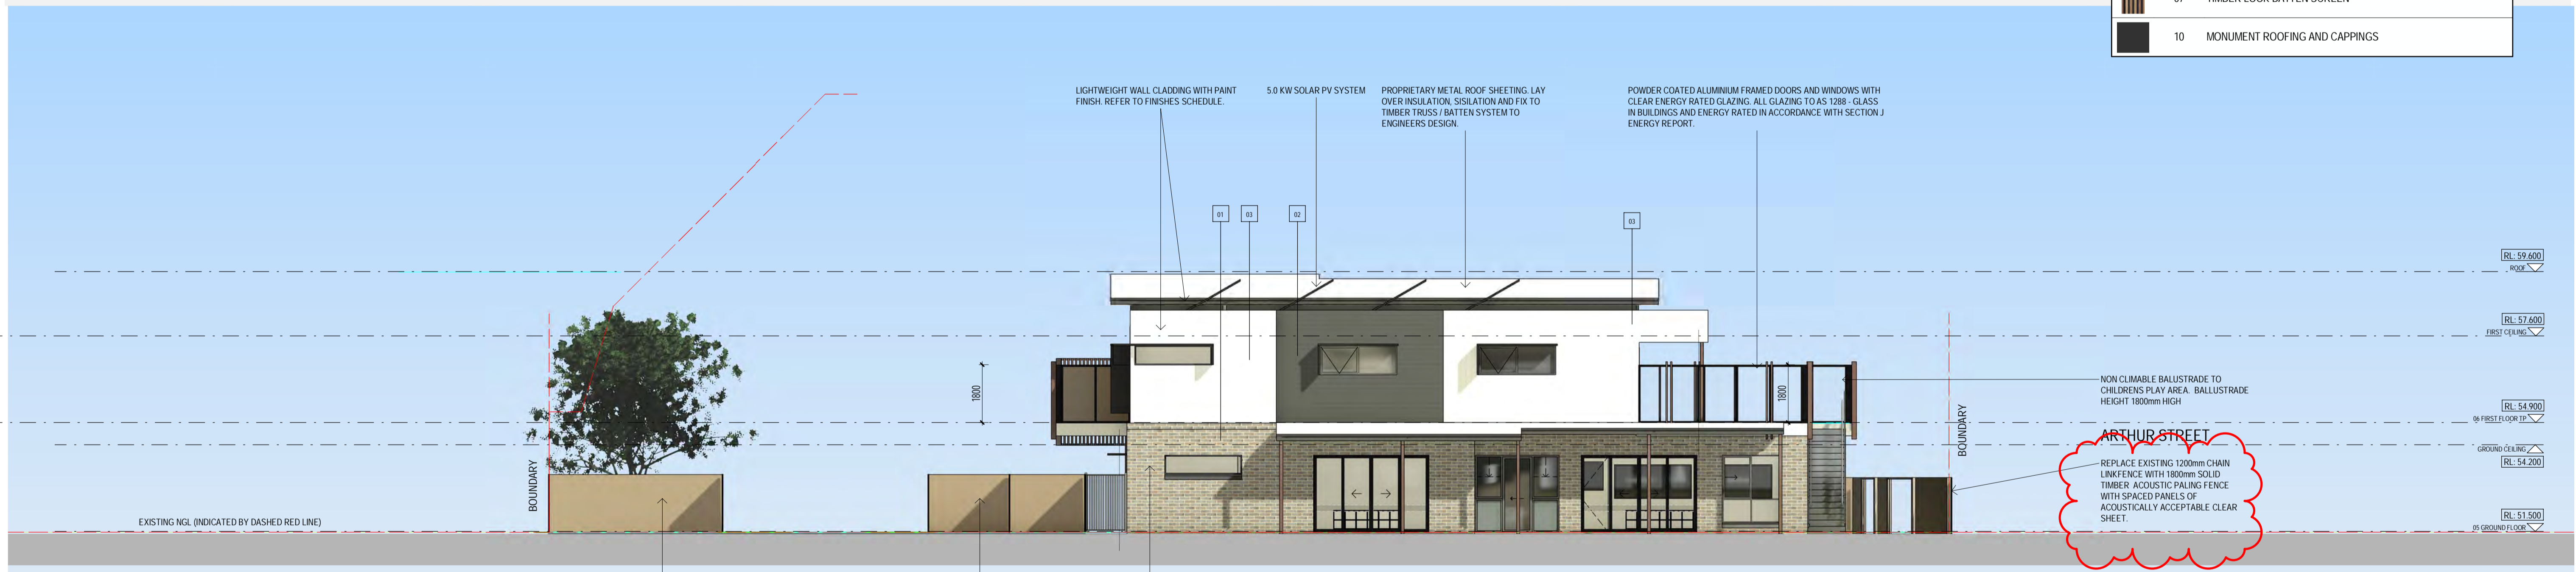 07 TIMBER LOOK BATTEN SCREEN
10 MONUMENT ROOFING AND CAPPINGS
LIGHTWEIGHT WALL CLADDING WITH PAINT
FINISH. REFER TO FINISHES SCHEDULE.
5.0 KW SOLAR PV SYSTEM
PROPRIETARY METAL ROOF SHEETING. LAY
OVER INSULATION, SISILATION AND FIX TO
TIMBER TRUSS / BATTEN SYSTEM TO
ENGINEERS DESIGN.
POWDER COATED ALUMINIUM FRAMED DOORS AND WINDOWS WITH
CLEAR ENERGY RATED GLAZING. ALL GLAZING TO AS 1288 - GLASS
IN BUILDINGS AND ENERGY RATED IN ACCORDANCE WITH SECTION J
ENERGY REPORT.
01
03
02
03
RL: 59.600
ROOF
RL: 57.600
FIRST CEILING
1800
1800
NON CLIMABLE BALUSTRADE TO
CHILDRENS PLAY AREA. BALLUSTRADE
HEIGHT 1800mm HIGH
RL: 54.900
06 FIRST FLOOR TP
BOUNDARY
BOUNDARY
ARTHUR STREET
GROUND CEILING
RL: 54.200
REPLACE EXISTING 1200mm CHAIN
LINKFENCE WITH 1800mm SOLID
TIMBER ACOUSTIC PALING FENCE
WITH SPACED PANELS OF
ACOUSTICALLY ACCEPTABLE CLEAR
SHEET.
EXISTING NGL (INDICATED BY DASHED RED LINE)
RL: 51.500
05 GROUND FLOOR